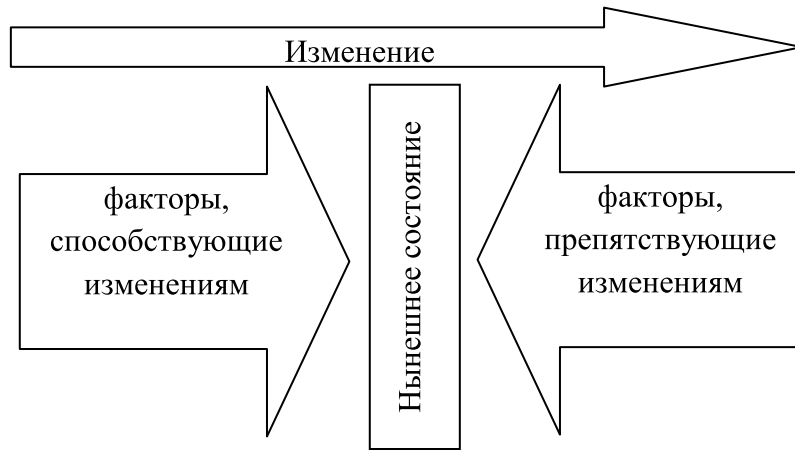 Изменение
факторы,
способствующие
изменениям
Нынешнее состояние
факторы,
препятствующие
изменениям